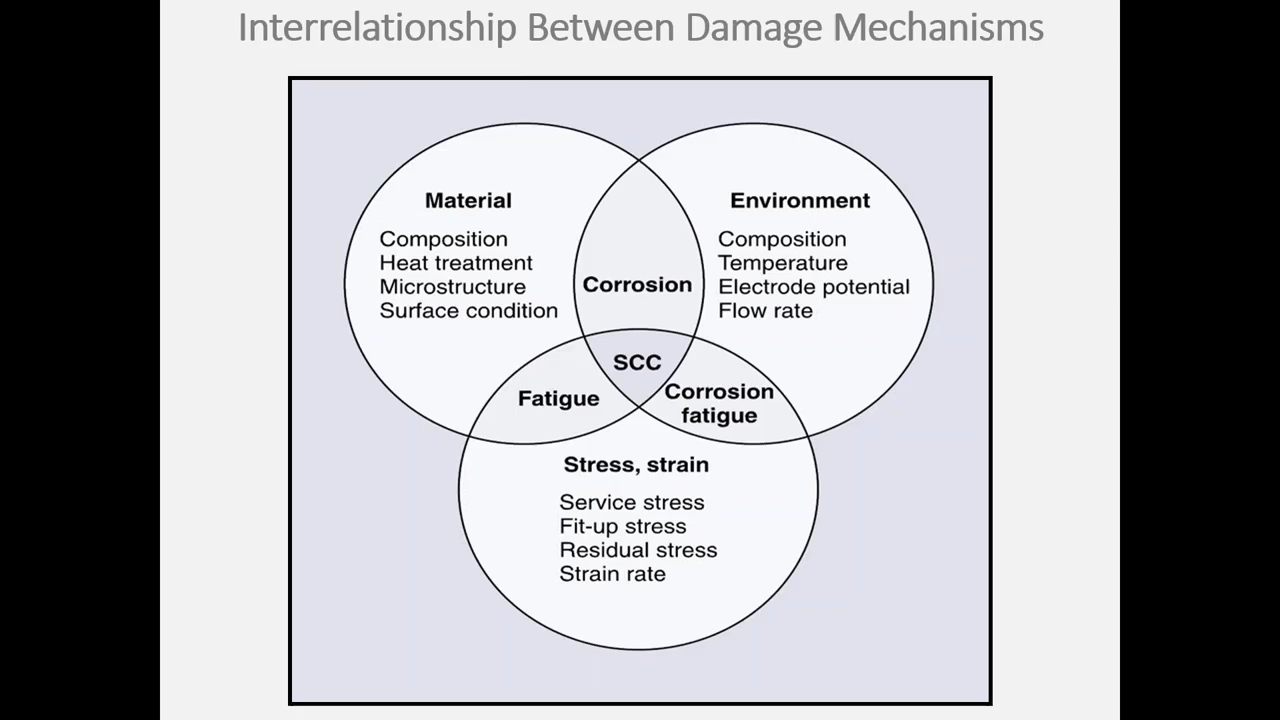 Interrelationship Between Damage Mechanisms
Material
Composition
Heat treatment
Microstructure
Surface condition
Environment
Composition
Temperature
Electrode potential
Flow rate
Corrosion
SCC
Fatigue
Corrosion
fatigue
Stress, strain
Service stress
Fit-up stress
Residual stress
Strain rate